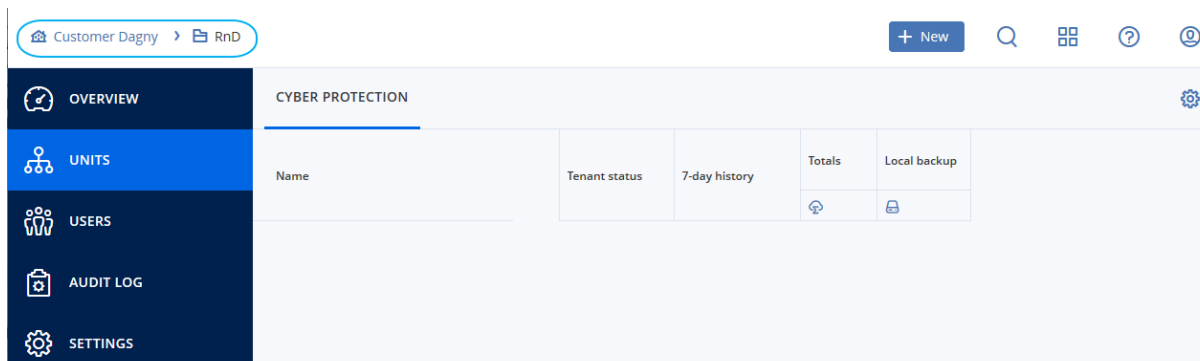 Customer Dagny > RnD
+ New
OVERVIEW
CYBER PROTECTION
UNITS
Name
Tenant status
7-day history
Totals
Local backup
USERS
AUDIT LOG
SETTINGS